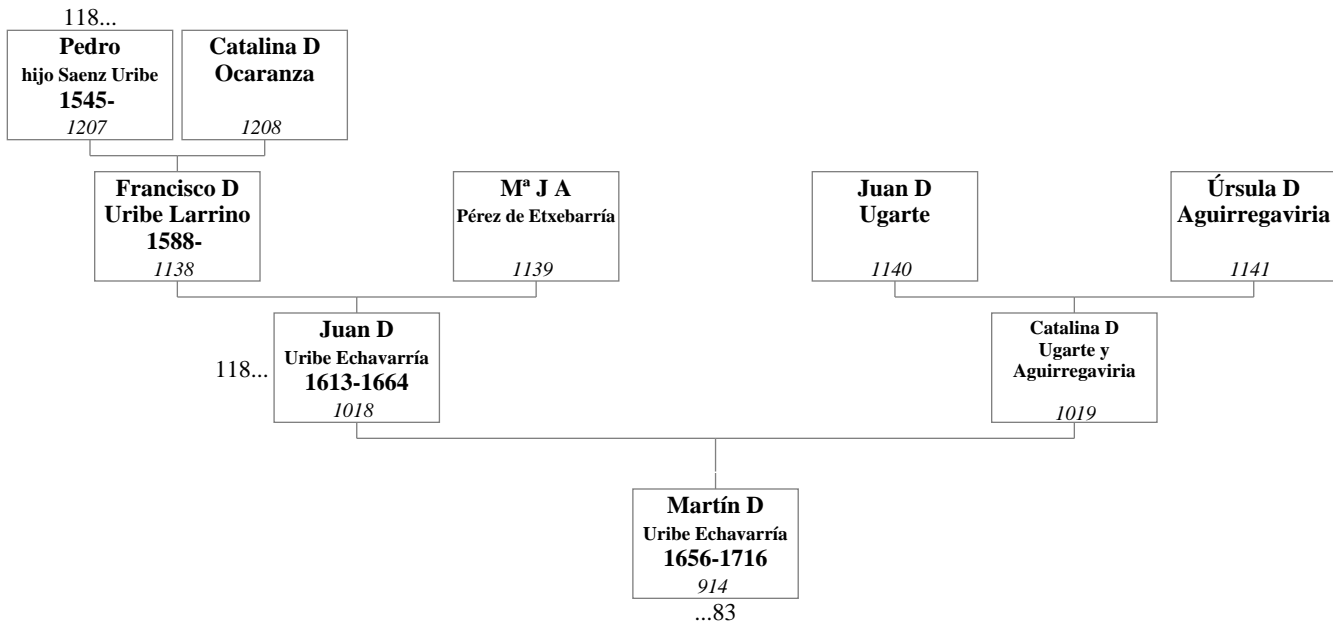 118...
Pedro
hijo Saenz Uribe
1545-
1207
Catalina D
Ocaranza
1208
Francisco D
Uribe Larrino
1588-
1138
Mª J A
Pérez de Etxebarría
1139
Juan D
Ugarte
1140
Úrsula D
Aguirregaviria
1141
118...
Juan D
Uribe Echavarría
1613-1664
1018
Catalina D
Ugarte y
Aguirregaviria
1019
Martín D
Uribe Echavarría
1656-1716
914
...83